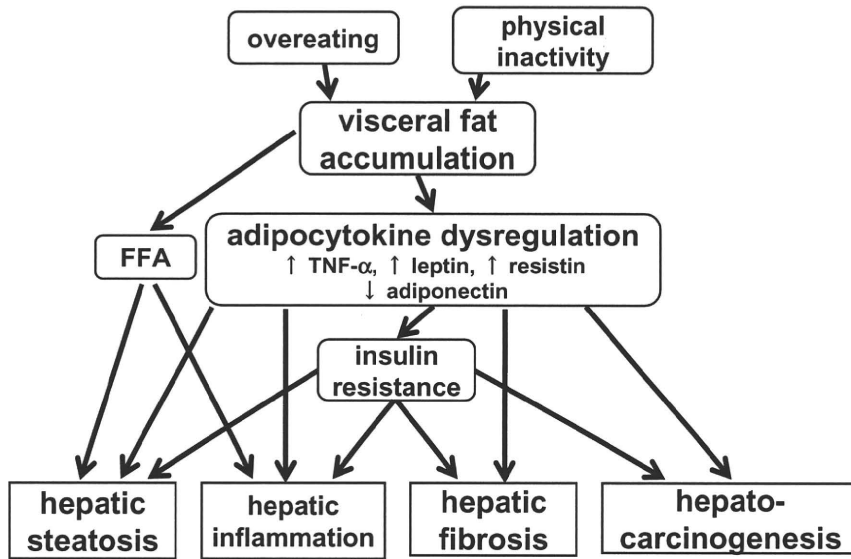 overeating
physical
inactivity
visceral fat
accumulation
FFA
adipocytokine dysregulation
↑ TNF-α, ↑ leptin, ↑ resistin
↓ adiponectin
insulin
resistance
hepatic
steatosis
hepatic
inflammation
hepatic
fibrosis
hepato-
carcinogenesis